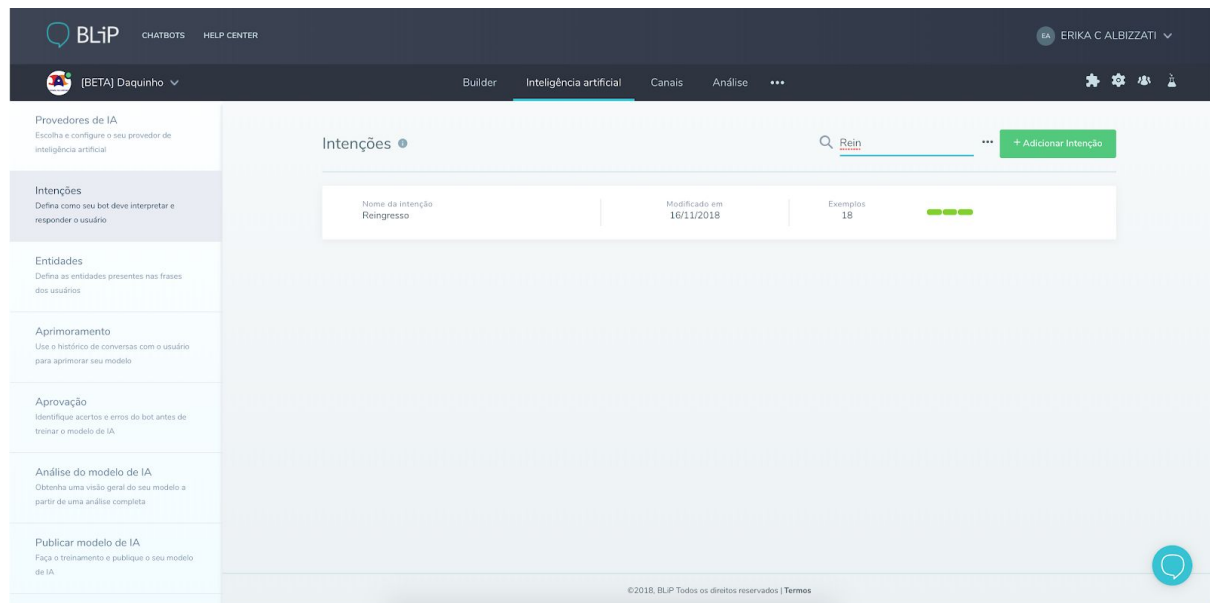 BLiP
CHATBOTS
HELP CENTER
EA
ERIKA C ALBIZZATI
[BETA] Daquinho
Builder
Inteligência artificial
Canais
Análise
Provedores de IA
Escolha e configure o seu provedor de
inteligência artificial
Intenções
Defina como seu bot deve interpretar e
responder o usuário
Entidades
Defina as entidades presentes nas frases
dos usuários
Aprimoramento
Use o histórico de conversas com o usuário
para aprimorar seu modelo
Aprovação
Identifique acertos e erros do bot antes de
treinar o modelo de IA
Análise do modelo de IA
Obtenha uma visão geral do seu modelo a
partir de uma análise completa
Publicar modelo de IA
Faça o treinamento e publique o seu modelo
de IA
Intenções
Rein
+ Adicionar Intenção
Nome da intenção
Reingresso
Modificado em
16/11/2018
Exemplos
18
©2018, BLiP Todos os direitos reservados | Termos